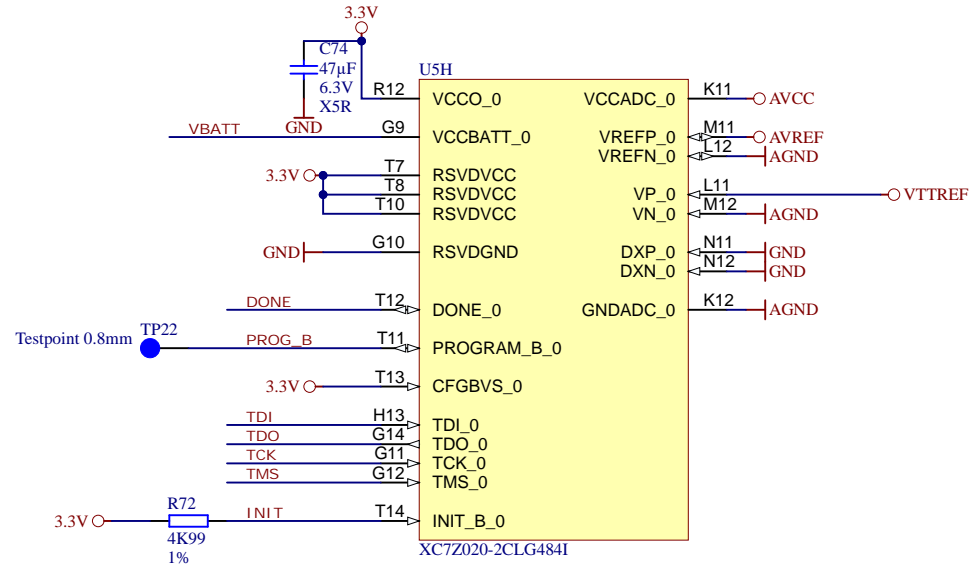 3.3V
C74
47µF
6.3V
X5R
GND
U5H
R12 VCCO_0 VCCADC_0 K11 AVCC
VBATT G9 VCCBATT_0 VREFP_0 M11 AVREF
VREFN_0 L12 AGND
3.3V T7 RSVDVCC
T8 RSVDVCC VP_0 L11 VTTREF
T10 RSVDVCC VN_0 M12 AGND
GND G10 RSVDGND DXP_0 N11 GND
DXN_0 N12 GND
DONE T12 DONE_0 GNDADC_0 K12 AGND
Testpoint 0.8mm TP22 PROG_B T11 PROGRAM_B_0
3.3V T13 CFGBVS_0
TDI H13 TDI_0
TDO G14 TDO_0
TCK G11 TCK_0
TMS G12 TMS_0
3.3V R72 INIT T14 INIT_B_0
4K99
1%
XC7Z020-2CLG484I